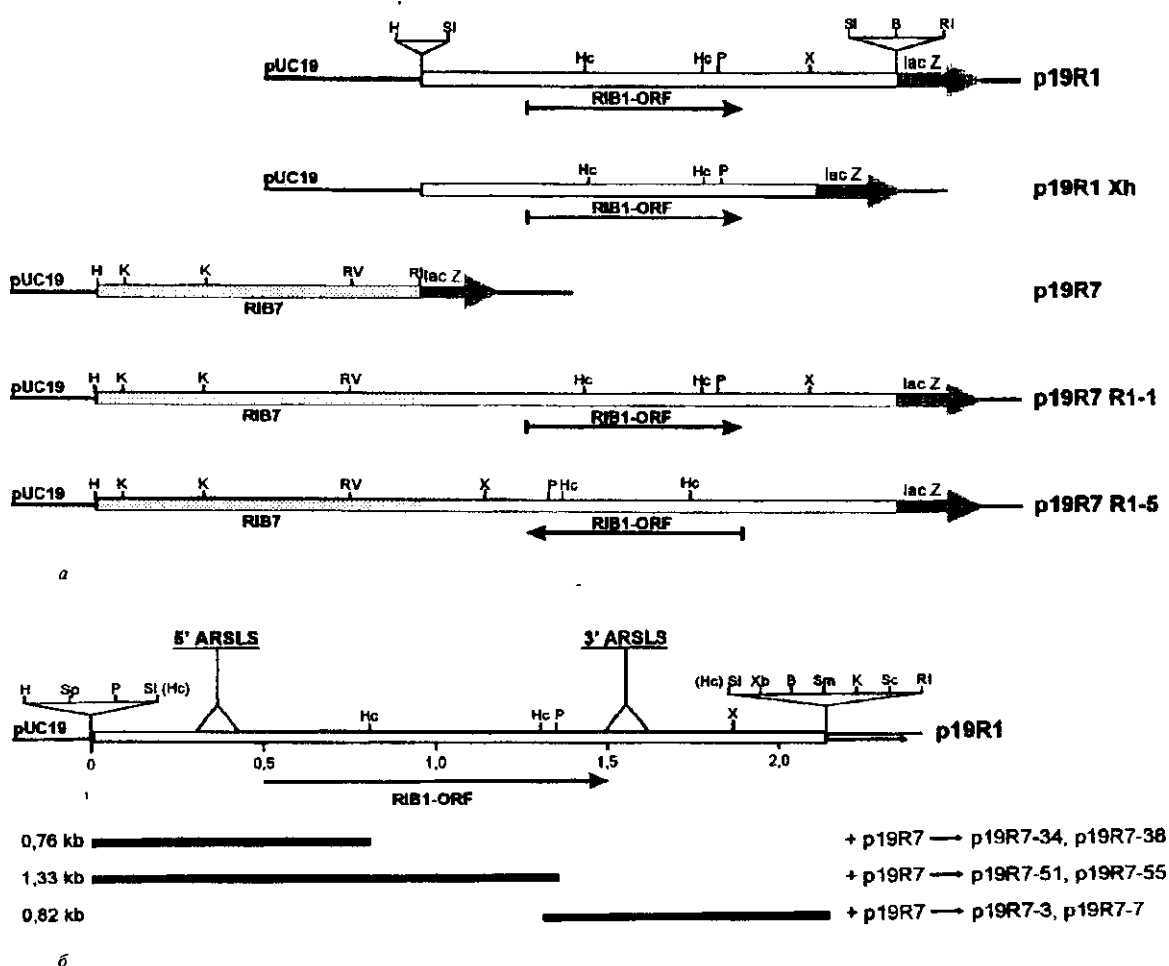 H SI SI B RI
pUC19 Hc Hc P X lac Z p19R1
RIB1-ORF
pUC19 Hc Hc P lac Z p19R1 Xh
RIB1-ORF
pUC19 H K K RV RI lac Z p19R7
RIB7
pUC19 H K K RV Hc Hc P X lac Z p19R7 R1-1
RIB7 RIB1-ORF
pUC19 H K K RV X P Hc Hc lac Z p19R7 R1-5
RIB7 RIB1-ORF
а
5' ARSLS 3' ARSLS
H Sp P SI (Hc) (Hc) SI Xb B Sm K Sc RI
pUC19 Hc Hc P X p19R1
0 0,5 1,0 1,5 2,0
RIB1-ORF
0,76 kb + p19R7 → p19R7-34, p19R7-38
1,33 kb + p19R7 → p19R7-51, p19R7-55
0,82 kb + p19R7 → p19R7-3, p19R7-7
б